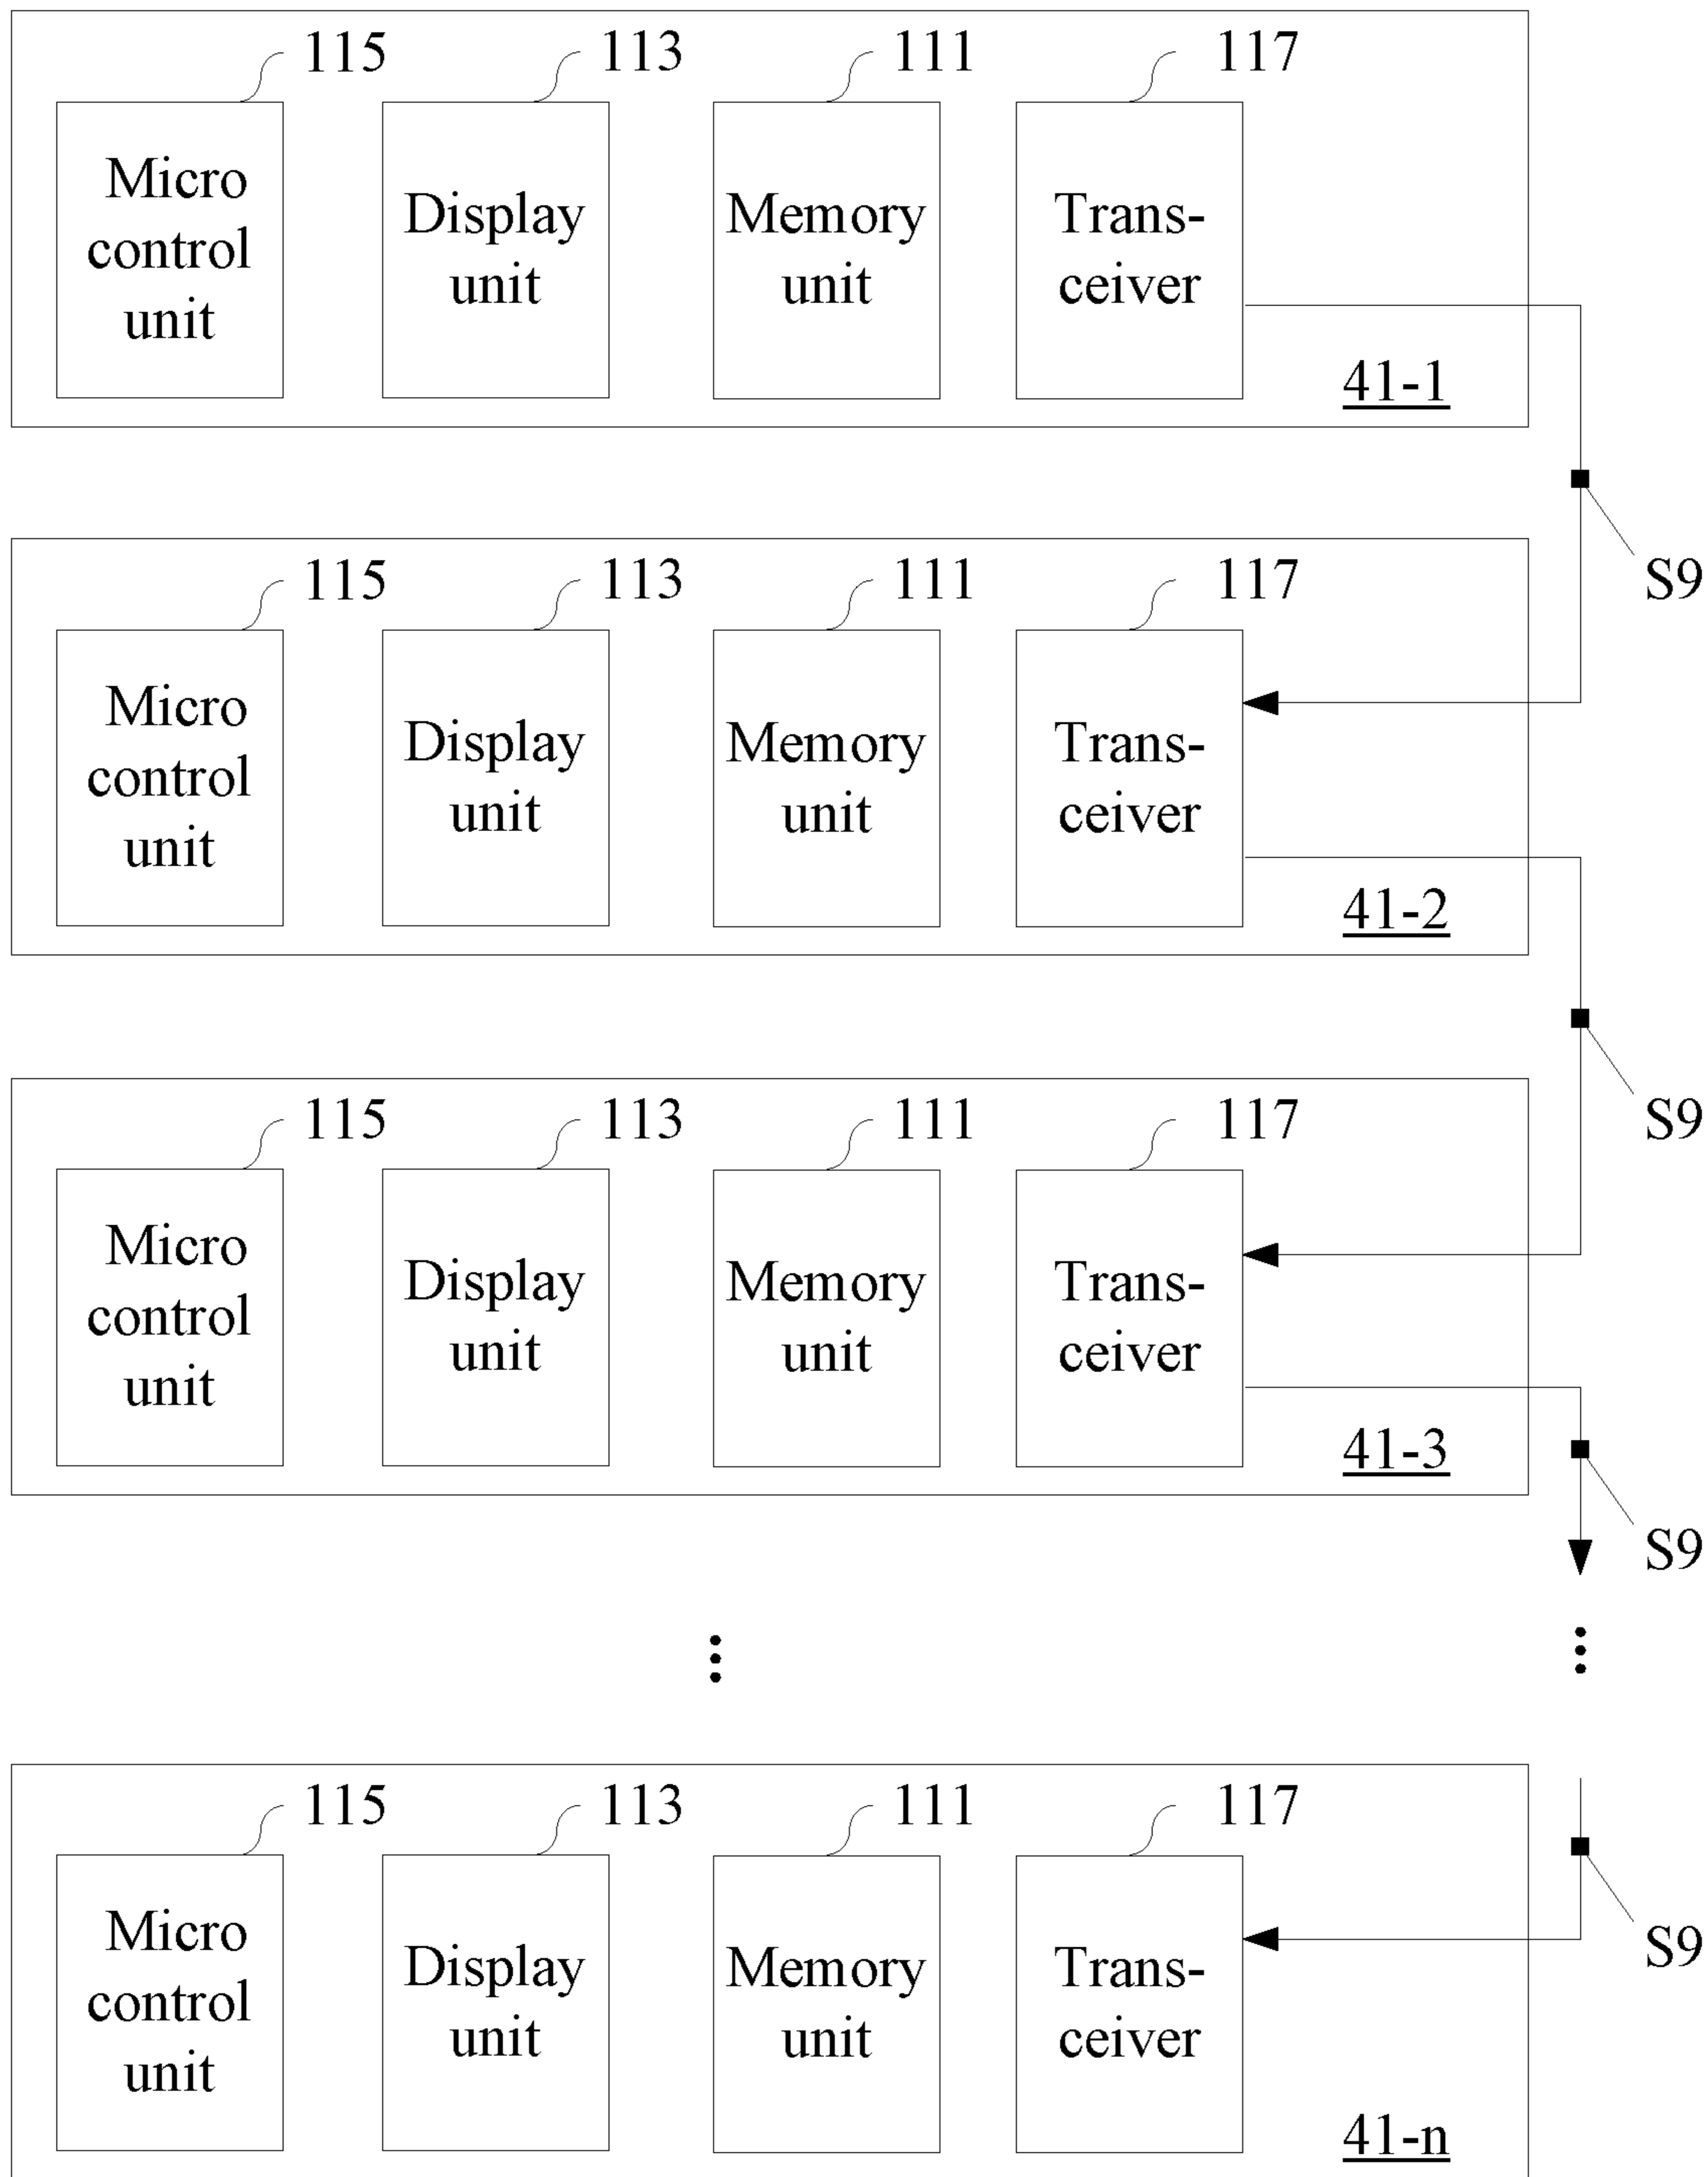 115 113 111 117
Micro
control
unit
Display
unit
Memory
unit
Trans-
ceiver
41-1
S9
115 113 111 117
Micro
control
unit
Display
unit
Memory
unit
Trans-
ceiver
41-2
S9
115 113 111 117
Micro
control
unit
Display
unit
Memory
unit
Trans-
ceiver
41-3
S9
115 113 111 117
Micro
control
unit
Display
unit
Memory
unit
Trans-
ceiver
S9
41-n